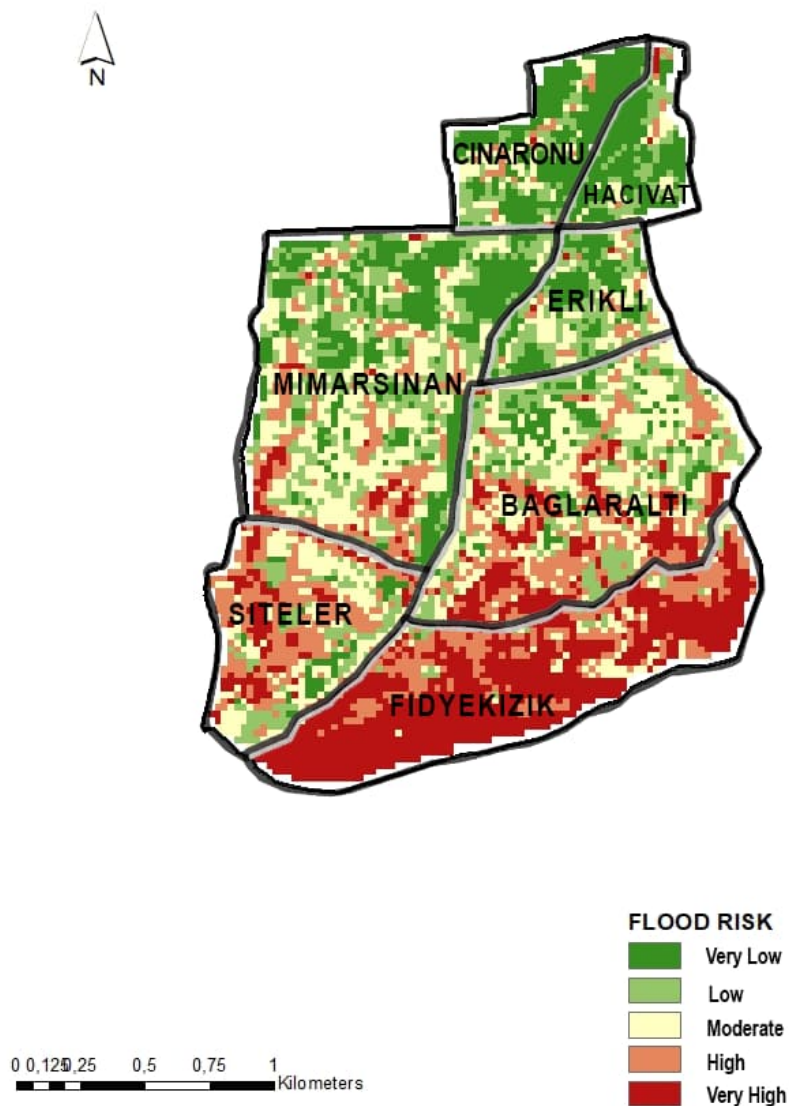 N
CINARONU
HACIVAT
ERIKLI
MIMARSINAN
BAGLARALTI
SITELER
FIDYEKIZIK
FLOOD RISK
Very Low
Low
Moderate
High
Very High
0 0,125 0,25 0,5 0,75 1
Kilometers